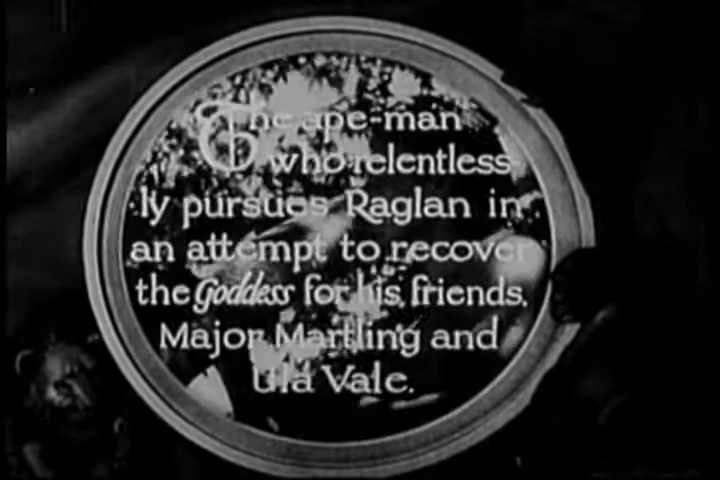 The ape-man
who relentless-
ly pursues Raglan in
an attempt to recover
the Goddess for his friends,
Major Martling and
Ula Vale.